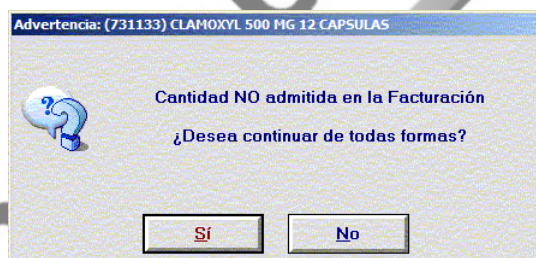 Advertencia: (731133) CLAMOXYL 500 MG 12 CAPSULAS
Cantidad NO admitida en la Facturación
¿Desea continuar de todas formas?
Sí
No